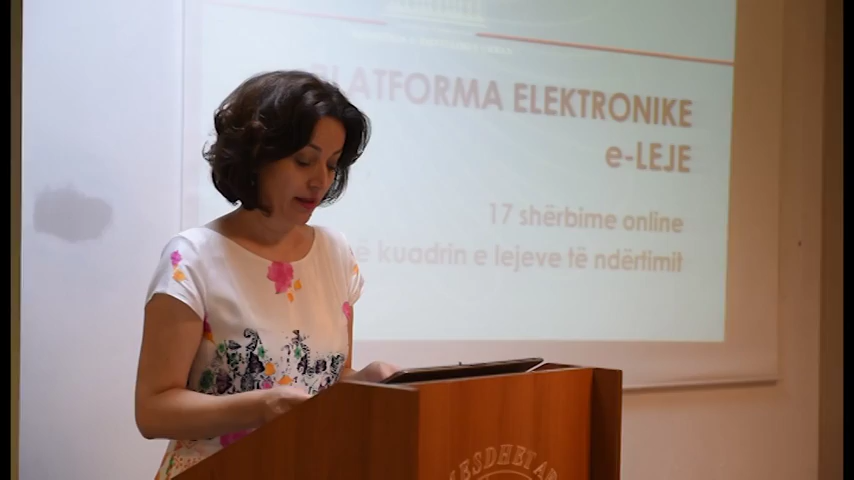 PLATFORMA ELEKTRONIKE
e-LEJE
17 shërbime online
kuadrin e lejeve të ndërtimit